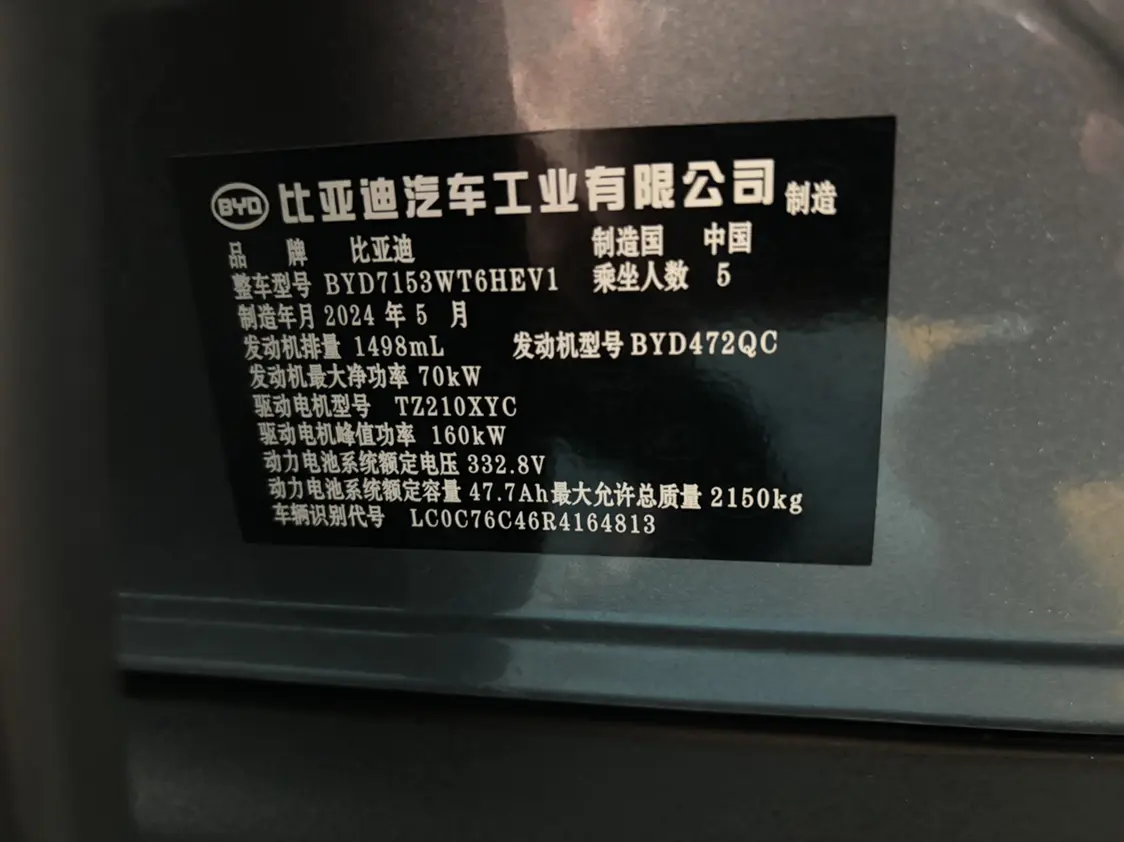 BYD 比亚迪汽车工业有限公司 制造
品 牌 比亚迪 制造国 中国
整车型号 BYD7153WT6HEV1 乘坐人数 5
制造年月 2024 年 5 月
发动机排量 1498mL 发动机型号 BYD472QC
发动机最大净功率 70kW
驱动电机型号 TZ210XYC
驱动电机峰值功率 160kW
动力电池系统额定电压 332.8V
动力电池系统额定容量 47.7Ah最大允许总质量 2150kg
车辆识别代号 LC0C76C46R4164813